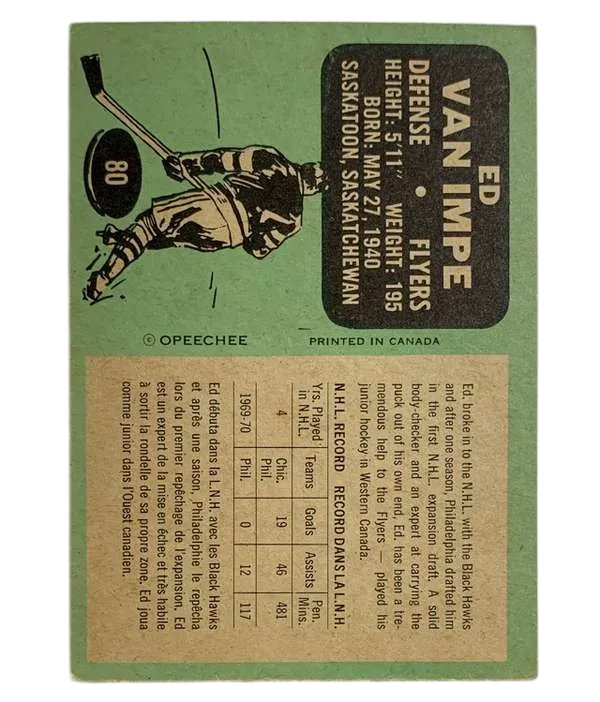 ED
VAN IMPE
DEFENSE • FLYERS
HEIGHT: 5'11" WEIGHT: 195
BORN: MAY 27, 1940
SASKATOON, SASKATCHEWAN
80
© OPEECHEE PRINTED IN CANADA
Ed. broke in to the N.H.L. with the Black Hawks
and after one season, Philadelphia drafted him
in the first N.H.L. expansion draft. A solid
body-checker and an expert at carrying the
puck out of his own end. Ed. has been a tre-
mendous help to the Flyers — played his
junior hockey in Western Canada.
N.H.L. RECORD RECORD DANS LA L.N.H.
Yrs. Played in N.H.L. Teams Goals Assists Pen. Mins.
4 Chic. Phil. 19 46 481
1969-70 Phil. 0 12 117
Ed débuta dans la L.N.H. avec les Black Hawks
et après une saison, Philadelphie le repêcha
lors du premier repêchage de l'expansion. Ed
est un expert de la mise en échec et très habile
à sortir la rondelle de sa propre zone. Ed joua
comme junior dans l'Ouest canadien.